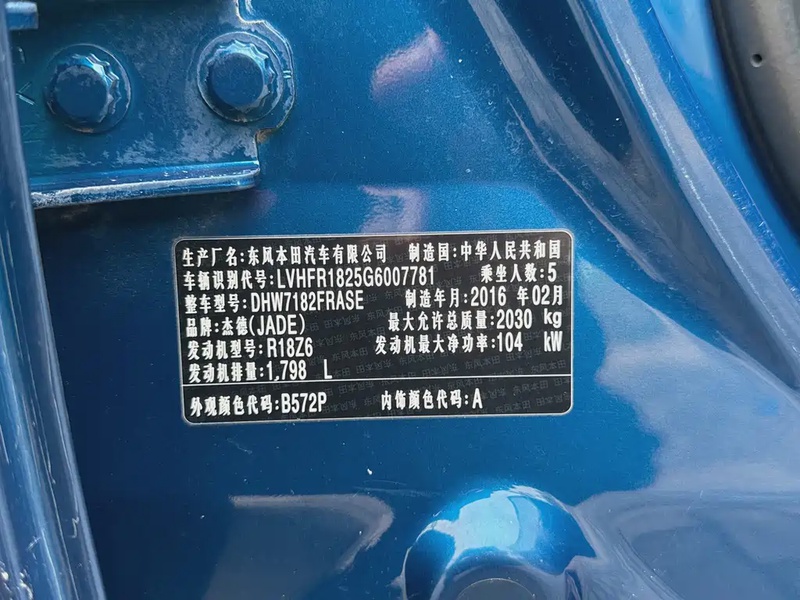 生产厂名:东风本田汽车有限公司 制造国:中华人民共和国
车辆识别代号:LVHFR1825G6007781 乘坐人数:5
整车型号:DHW7182FRASE 制造年月:2016 年02月
品牌:杰德(JADE) 最大允许总质量:2030 kg
发动机型号:R18Z6 发动机最大净功率:104 kW
发动机排量:1,798 L
外观颜色代码:B572P 内饰颜色代码:A